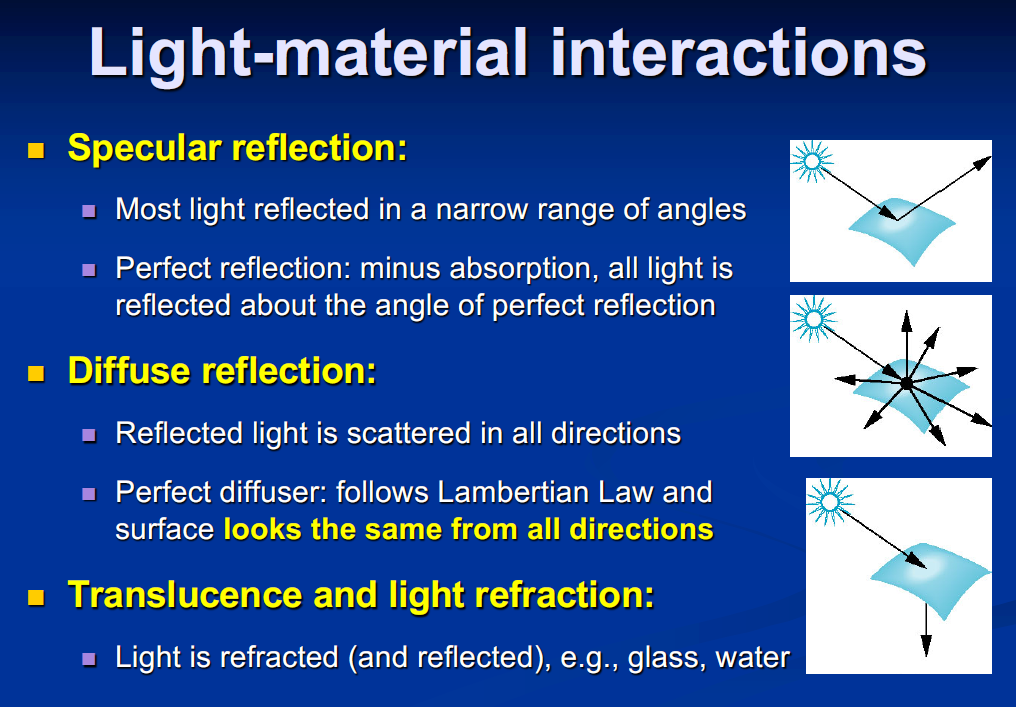 Light-material interactions
Specular reflection:
Most light reflected in a narrow range of angles
Perfect reflection: minus absorption, all light is
reflected about the angle of perfect reflection
Diffuse reflection:
Reflected light is scattered in all directions
Perfect diffuser: follows Lambertian Law and
surface looks the same from all directions
Translucence and light refraction:
Light is refracted (and reflected), e.g., glass, water